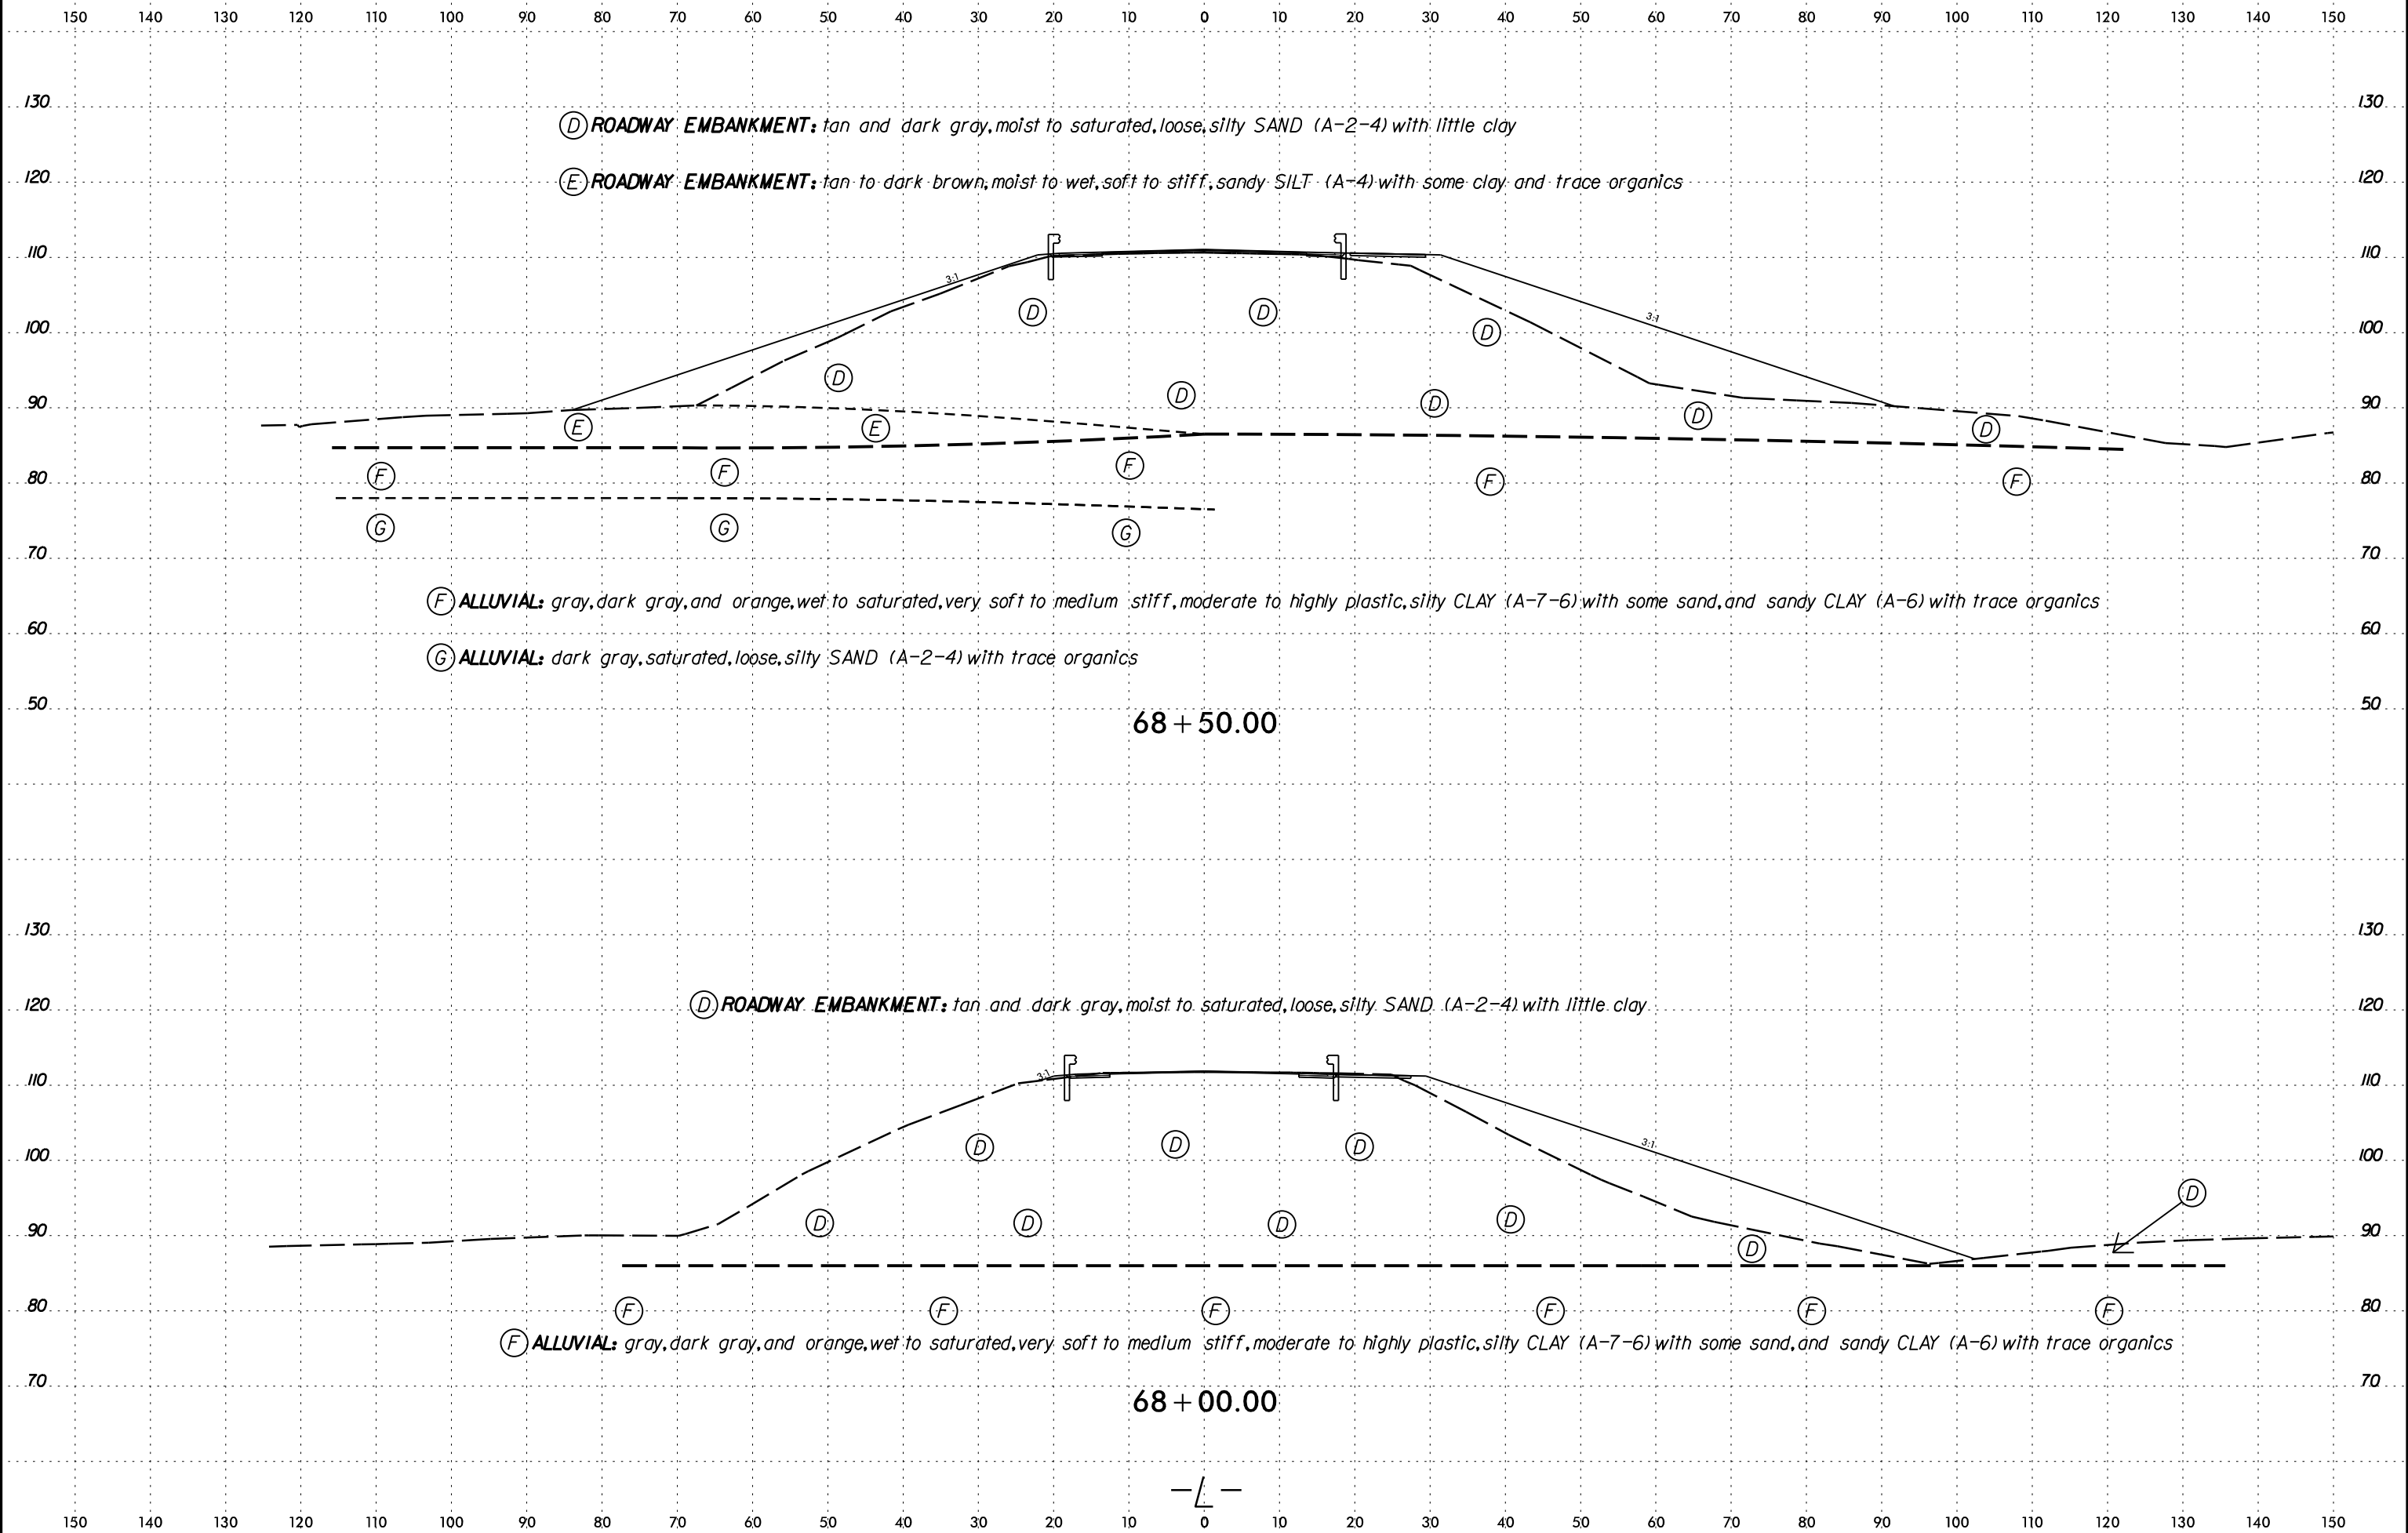 150 140 130 120 110 100 90 80 70 60 50 40 30 20 10 0 10 20 30 40 50 60 70 80 90 100 110 120 130 140 150
130 130
(D) ROADWAY EMBANKMENT: tan and dark gray, moist to saturated, loose, silty SAND (A-2-4) with little clay
120 120
(E) ROADWAY EMBANKMENT: tan to dark brown, moist to wet, soft to stiff, sandy SILT (A-4) with some clay and trace organics
110 110
3:1
D D
3:1
100 D 100
D
D D
90 90
D
E E D
F F F F F
80 80
G G G
70 70
(F) ALLUVIAL: gray, dark gray, and orange, wet to saturated, very soft to medium stiff, moderate to highly plastic, silty CLAY (A-7-6) with some sand, and sandy CLAY (A-6) with trace organics
60 60
(G) ALLUVIAL: dark gray, saturated, loose, silty SAND (A-2-4) with trace organics
50 50
68+50.00
130 130
120 120
(D) ROADWAY EMBANKMENT: tan and dark gray, moist to saturated, loose, silty SAND (A-2-4) with little clay
3:1
110 110
D D D 3:1
100 100
D
D D D D
90 90
D
80 80
F F F F F F
(F) ALLUVIAL: gray, dark gray, and orange, wet to saturated, very soft to medium stiff, moderate to highly plastic, silty CLAY (A-7-6) with some sand, and sandy CLAY (A-6) with trace organics
70 70
68+00.00
-L-
150 140 130 120 110 100 90 80 70 60 50 40 30 20 10 0 10 20 30 40 50 60 70 80 90 100 110 120 130 140 150